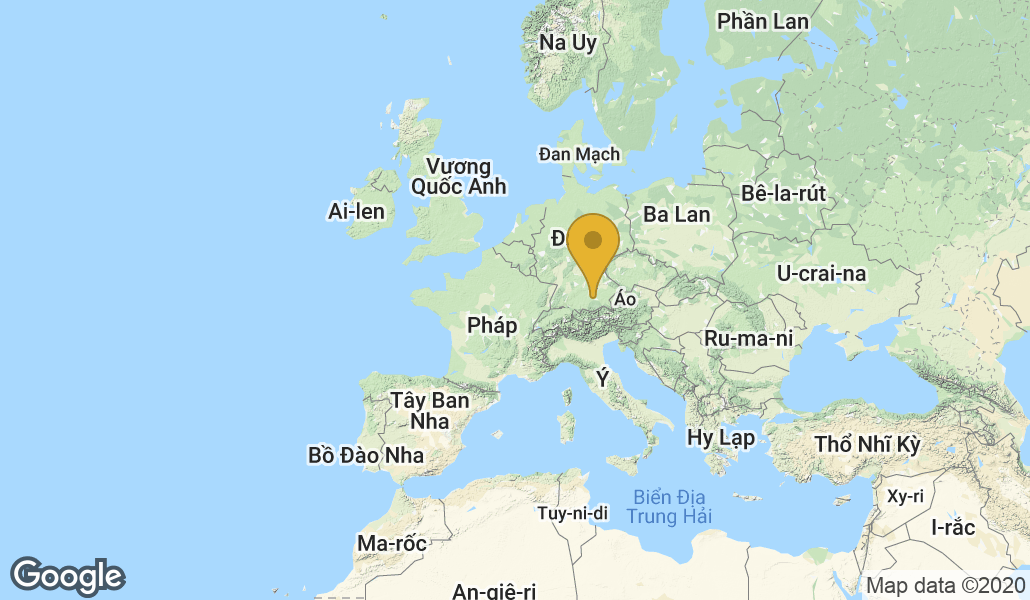 Phần Lan
Na Uy
Đan Mạch
Vương
Quốc Anh
Bê-la-rút
Ai-len
Ba Lan
Đ
U-crai-na
Áo
Pháp
Ru-ma-ni
Ý
Tây Ban
Nha
Hy Lạp
Thổ Nhĩ Kỳ
Bồ Đào Nha
Biển Địa
Trung Hải
Xy-ri
Tuy-ni-di
I-rắc
Ma-rốc
An-giê-ri
Google
Map data ©2020